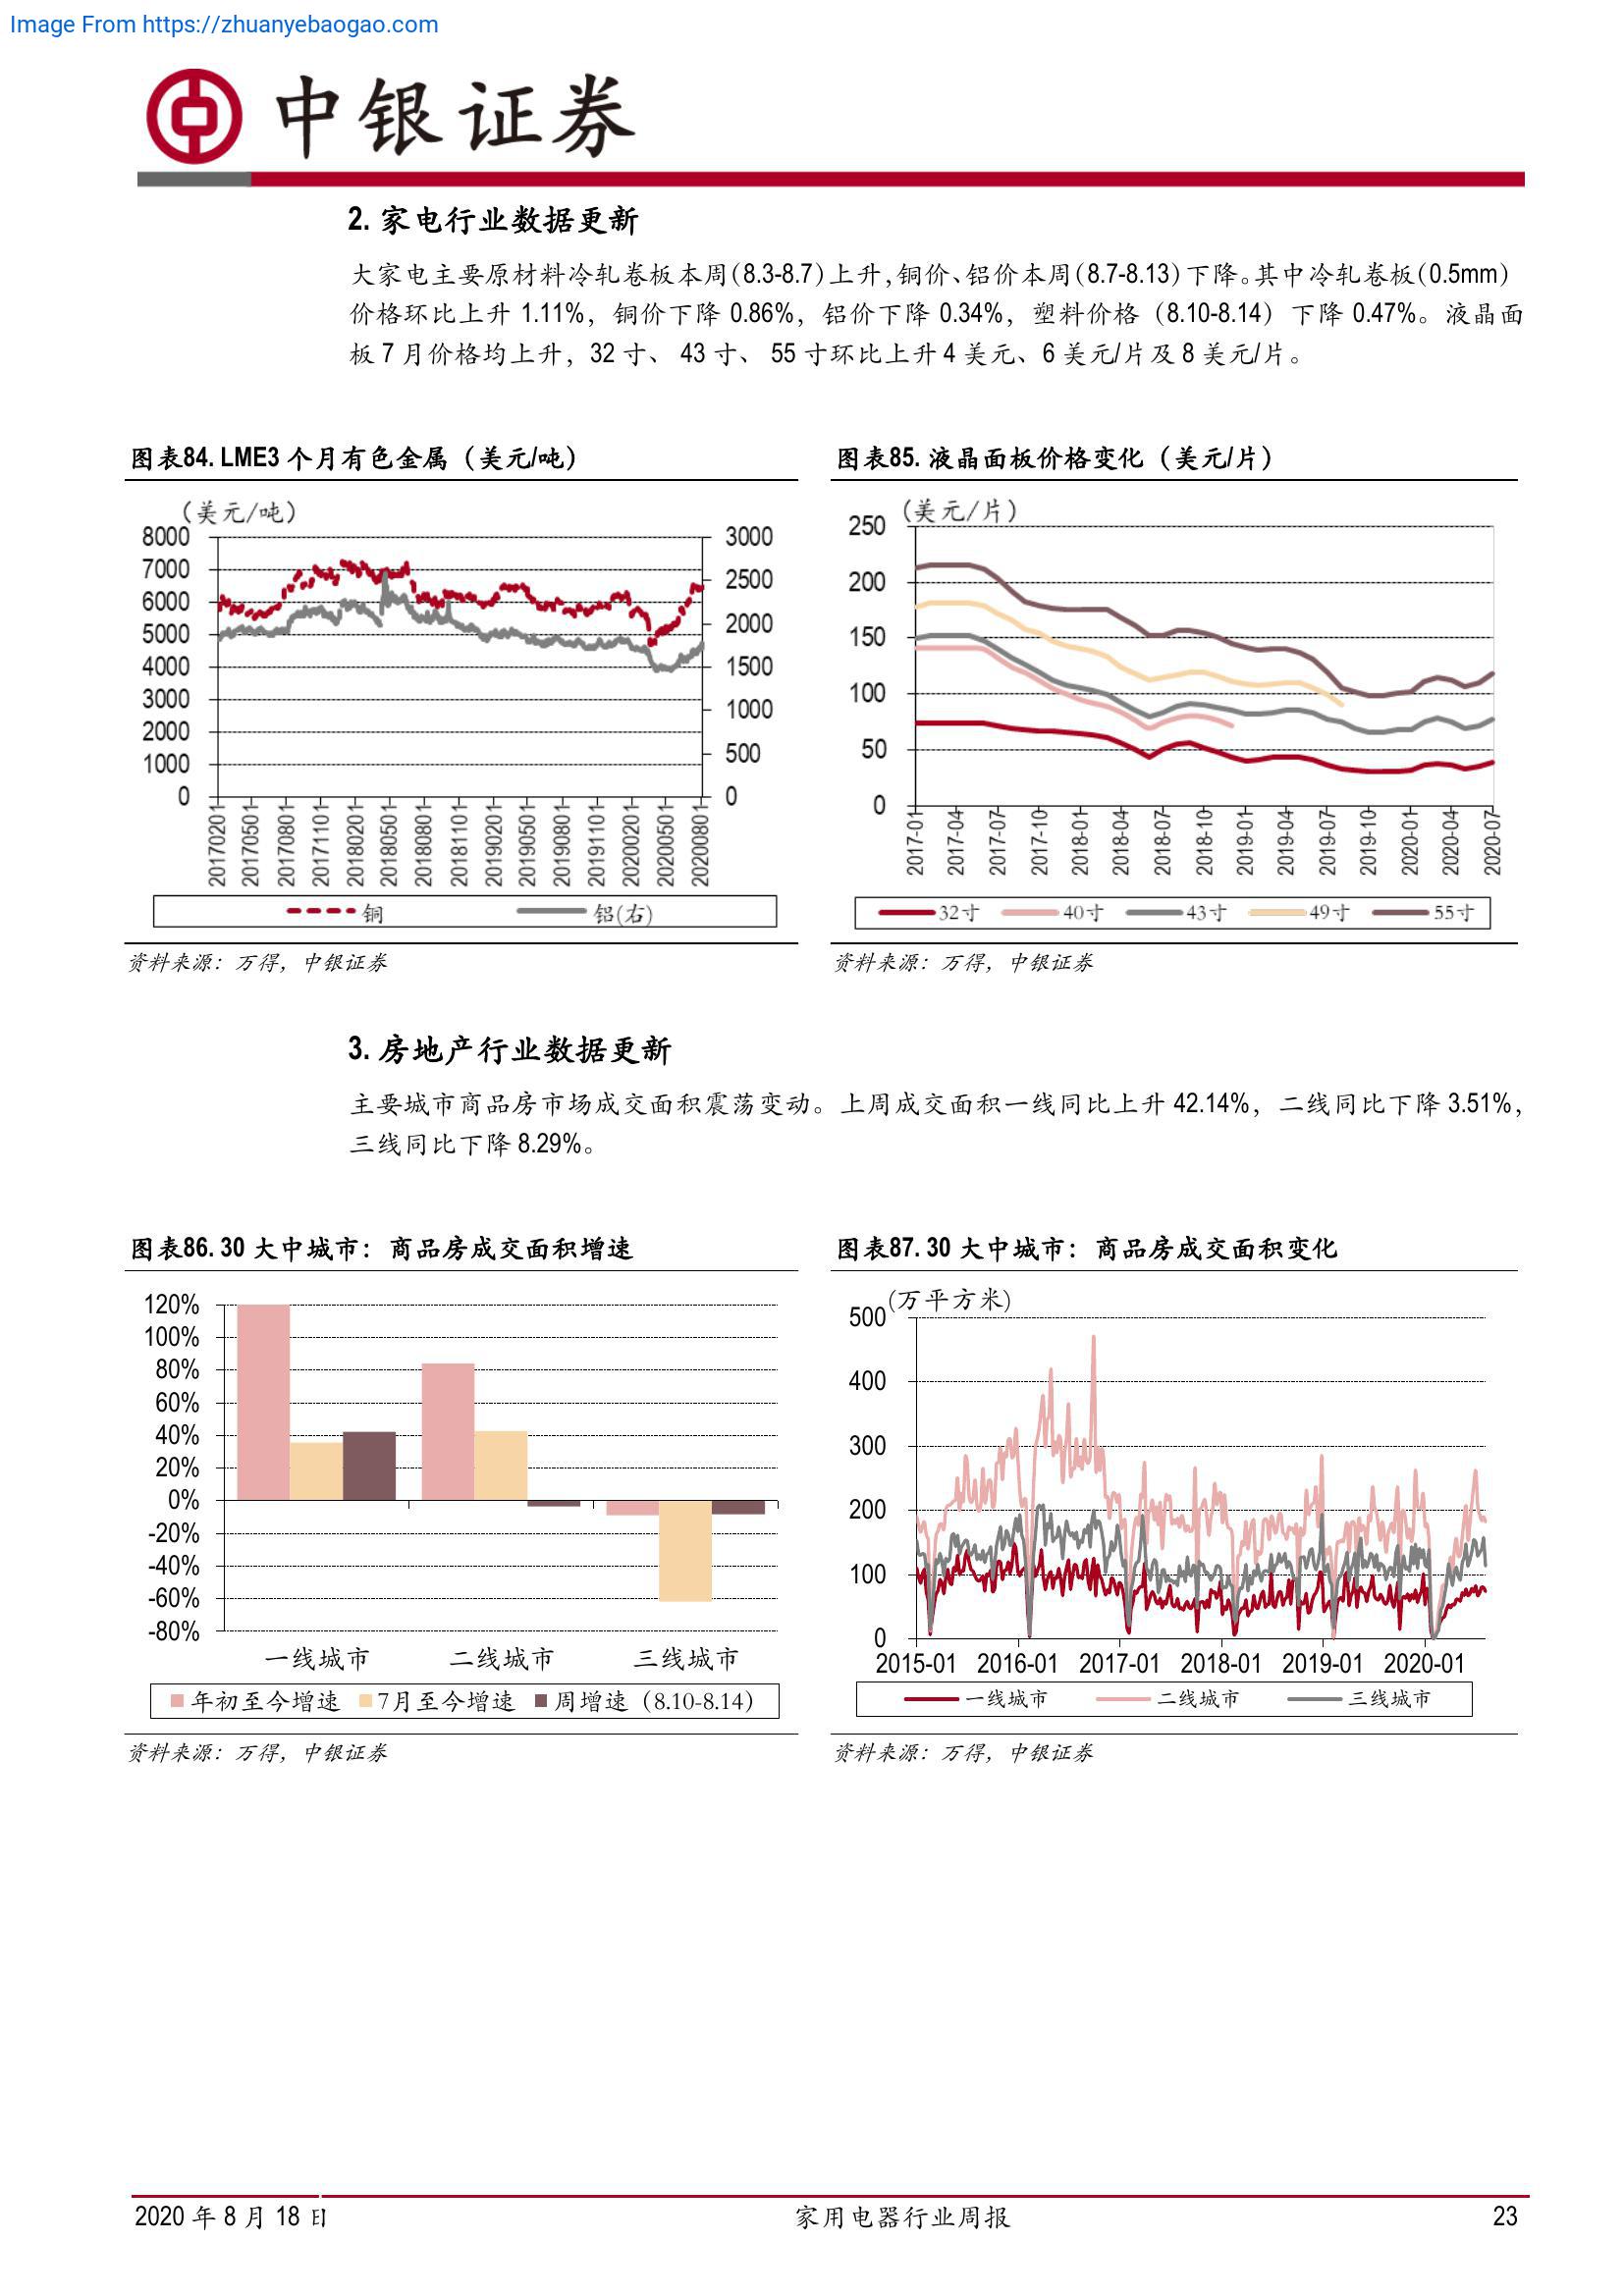 Image From https://zhuanyebaogao.com
中银证券
2. 家电行业数据更新
大家电主要原材料冷轧卷板本周(8.3-8.7)上升,铜价、铝价本周(8.7-8.13)下降。其中冷轧卷板(0.5mm)
价格环比上升 1.11%，铜价下降 0.86%，铝价下降 0.34%，塑料价格（8.10-8.14）下降 0.47%。液晶面
板 7 月价格均上升，32 寸、 43 寸、 55 寸环比上升 4 美元、6 美元/片及 8 美元/片。
图表84. LME3 个月有色金属（美元/吨）
（美元/吨）
8000
7000
6000
5000
4000
3000
2000
1000
0
3000
2500
2000
1500
1000
500
0
20170201
20170501
20170801
20171101
20180201
20180501
20180801
20181101
20190201
20190501
20190801
20191101
20200201
20200501
20200801
铜 铝(右)
资料来源：万得，中银证券
图表85. 液晶面板价格变化（美元/片）
（美元/片）
250
200
150
100
50
0
2017-01
2017-04
2017-07
2017-10
2018-01
2018-04
2018-07
2018-10
2019-01
2019-04
2019-07
2019-10
2020-01
2020-04
2020-07
32寸 40寸 43寸 49寸 55寸
资料来源：万得，中银证券
3. 房地产行业数据更新
主要城市商品房市场成交面积震荡变动。上周成交面积一线同比上升 42.14%，二线同比下降 3.51%，
三线同比下降 8.29%。
图表86. 30 大中城市：商品房成交面积增速
120%
100%
80%
60%
40%
20%
0%
-20%
-40%
-60%
-80%
一线城市 二线城市 三线城市
年初至今增速 7月至今增速 周增速（8.10-8.14）
资料来源：万得，中银证券
图表87. 30 大中城市：商品房成交面积变化
(万平方米)
500
400
300
200
100
0
2015-01 2016-01 2017-01 2018-01 2019-01 2020-01
一线城市 二线城市 三线城市
资料来源：万得，中银证券
2020 年 8 月 18 日 家用电器行业周报 23